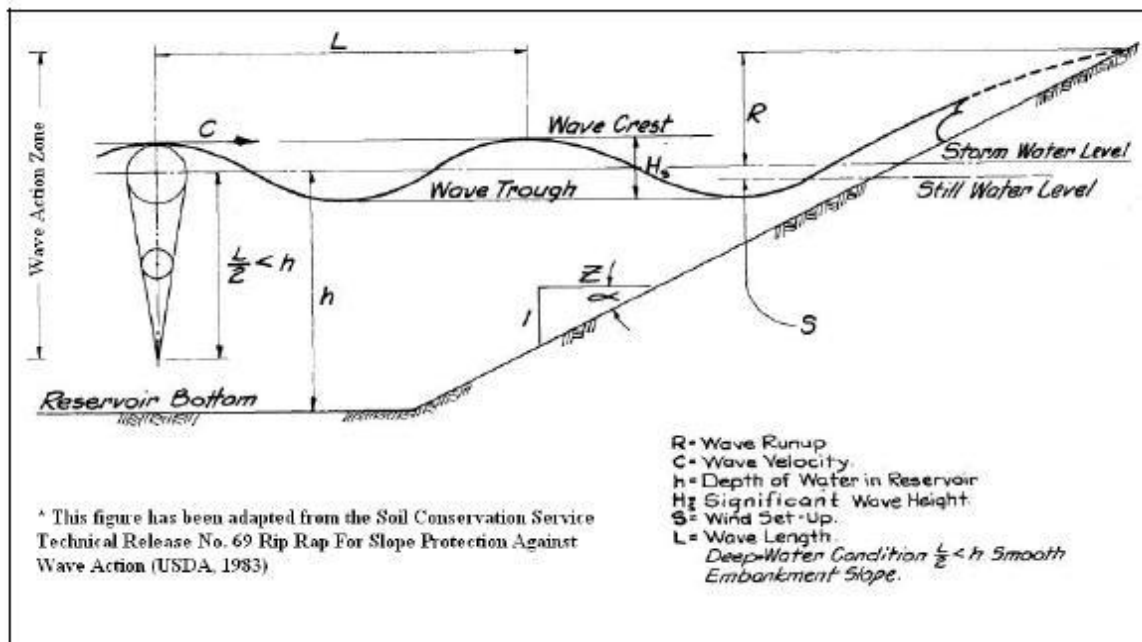 L
C
Wave Crest
R
Hs
Storm Water Level
Wave Trough
Still Water Level
Wave Action Zone
L/2 < h
h
Z
α
1
S
Reservoir Bottom
R= Wave Runup
C= Wave Velocity.
h= Depth of Water in Reservoir
Hs= Significant Wave Height.
S= Wind Set-Up.
L= Wave Length.
Deep-Water Condition L/2 < h Smooth
Embankment Slope.
* This figure has been adapted from the Soil Conservation Service
Technical Release No. 69 Rip Rap For Slope Protection Against
Wave Action (USDA, 1983)